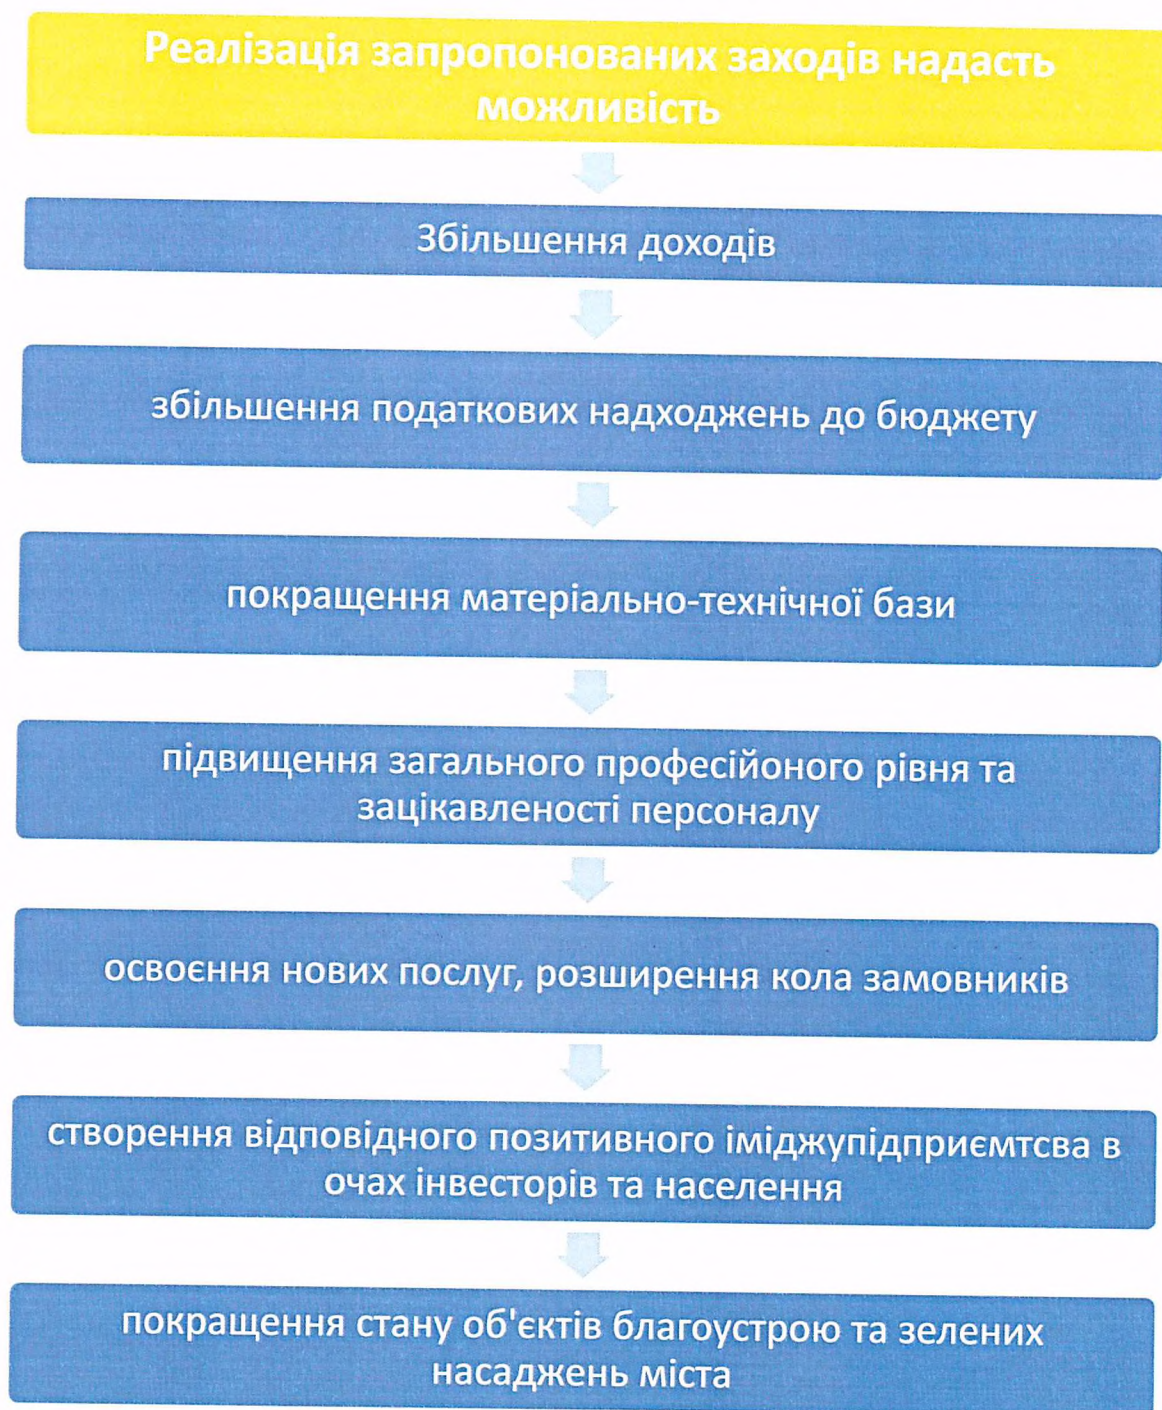 Реалізація запропонованих заходів надасть
можливість
Збільшення доходів
збільшення податкових надходжень до бюджету
покращення матеріально-технічної бази
підвищення загального професійоного рівня та
зацікавленості персоналу
освоєння нових послуг, розширення кола замовників
створення відповідного позитивного іміджупідприємтсва в
очах інвесторів та населення
покращення стану об'єктів благоустрою та зелених
насаджень міста